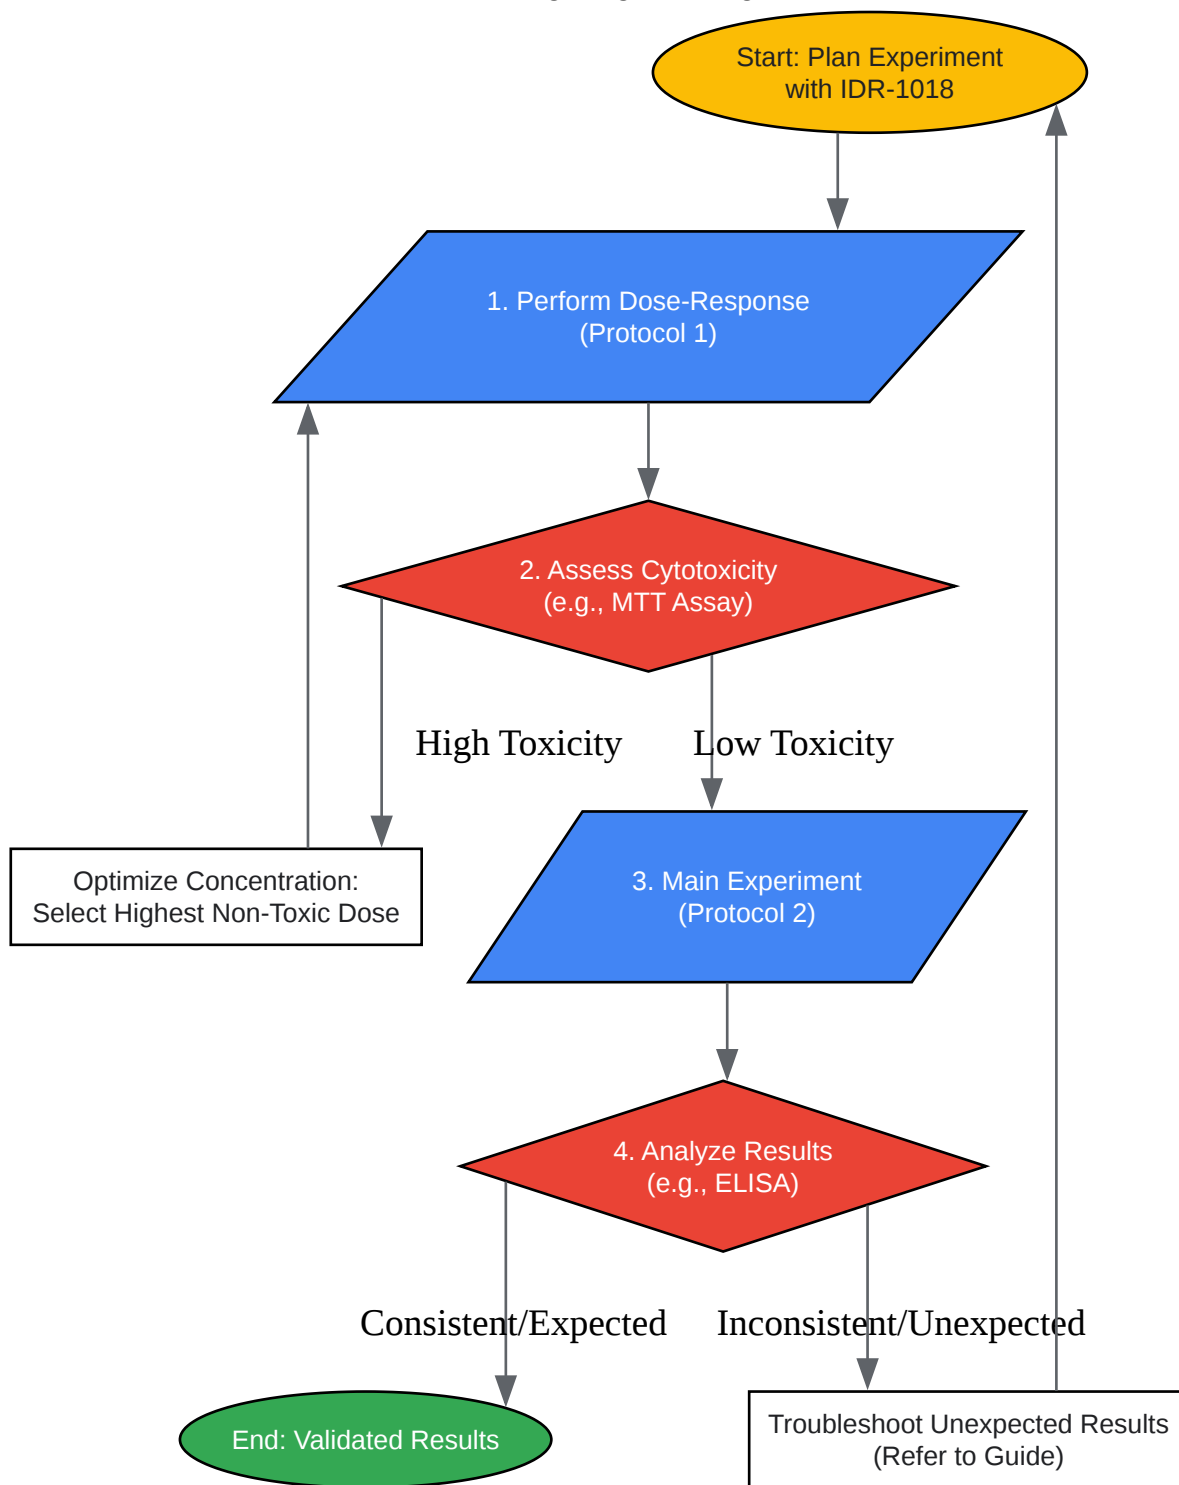 Start: Plan Experiment
with IDR-1018
1. Perform Dose-Response
(Protocol 1)
2. Assess Cytotoxicity
(e.g., MTT Assay)
High Toxicity
Low Toxicity
Optimize Concentration:
Select Highest Non-Toxic Dose
3. Main Experiment
(Protocol 2)
4. Analyze Results
(e.g., ELISA)
Consistent/Expected
Inconsistent/Unexpected
End: Validated Results
Troubleshoot Unexpected Results
(Refer to Guide)